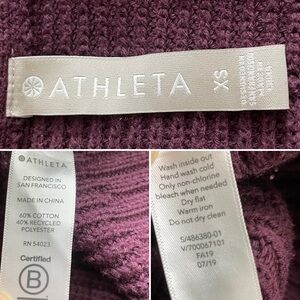 ATHLETA
XS
ATHLETA
DESIGNED IN
SAN FRANCISCO
MADE IN CHINA
60% COTTON
40% RECYCLED
POLYESTER
RN 54023
Certified
B
Wash inside out
Hand wash cold
Only non-chlorine
bleach when needed
Dry flat
Warm iron
Do not dry clean
S/486380-01
V/700067101
FA19
07/19